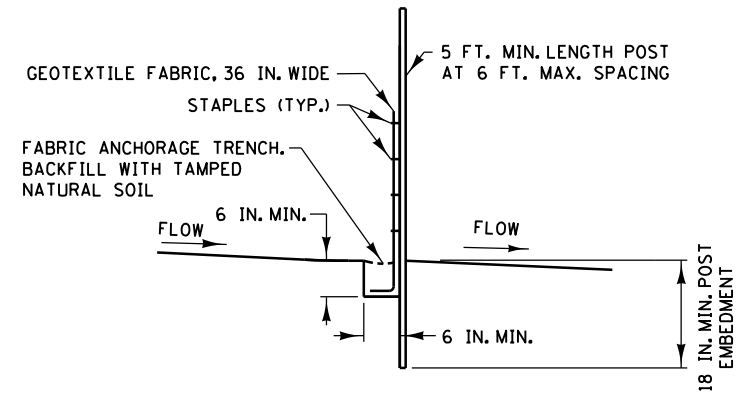 5 FT. MIN. LENGTH POST
AT 6 FT. MAX. SPACING
GEOTEXTILE FABRIC, 36 IN. WIDE
STAPLES (TYP.)
FABRIC ANCHORAGE TRENCH.
BACKFILL WITH TAMPED
NATURAL SOIL
6 IN. MIN.
FLOW
FLOW
6 IN. MIN.
18 IN. MIN. POST
EMBEDMENT